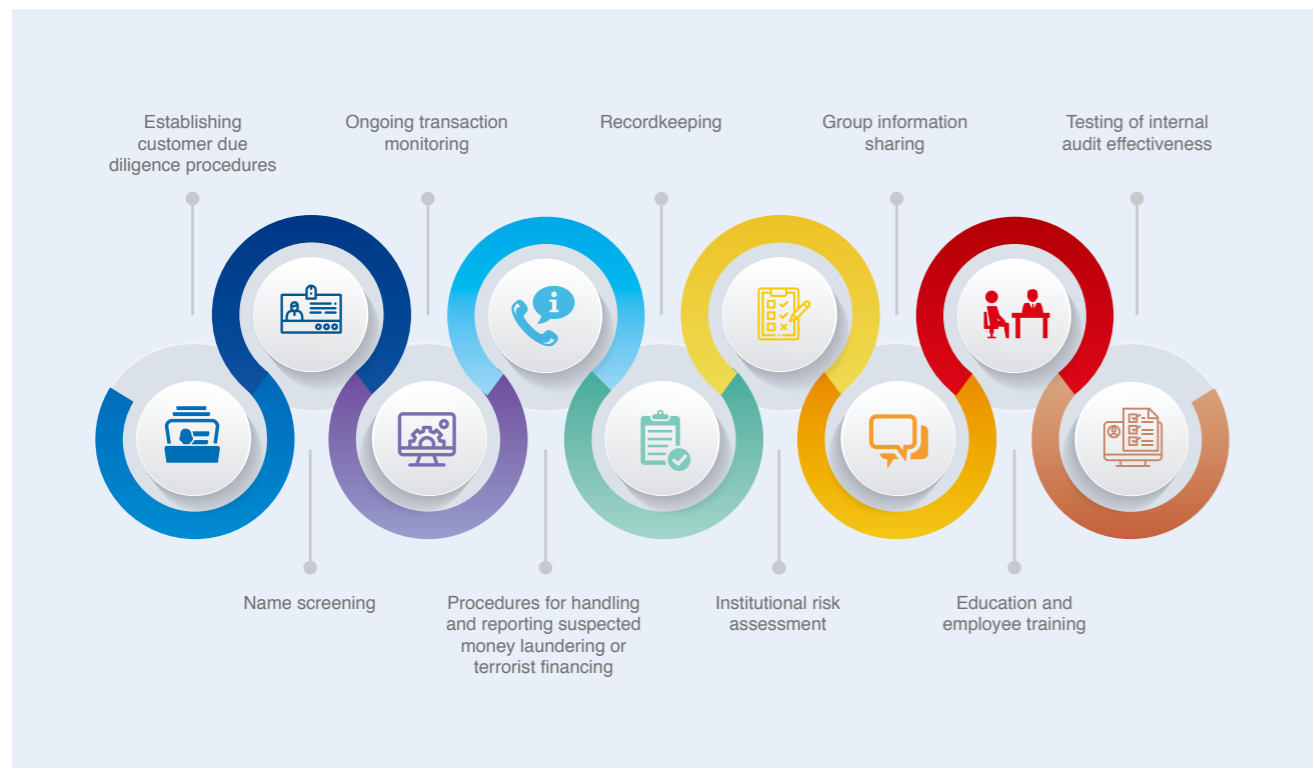 Establishing
customer due
diligence procedures
Ongoing transaction
monitoring
Recordkeeping
Group information
sharing
Testing of internal
audit effectiveness
Name screening
Procedures for handling
and reporting suspected
money laundering or
terrorist financing
Institutional risk
assessment
Education and
employee training